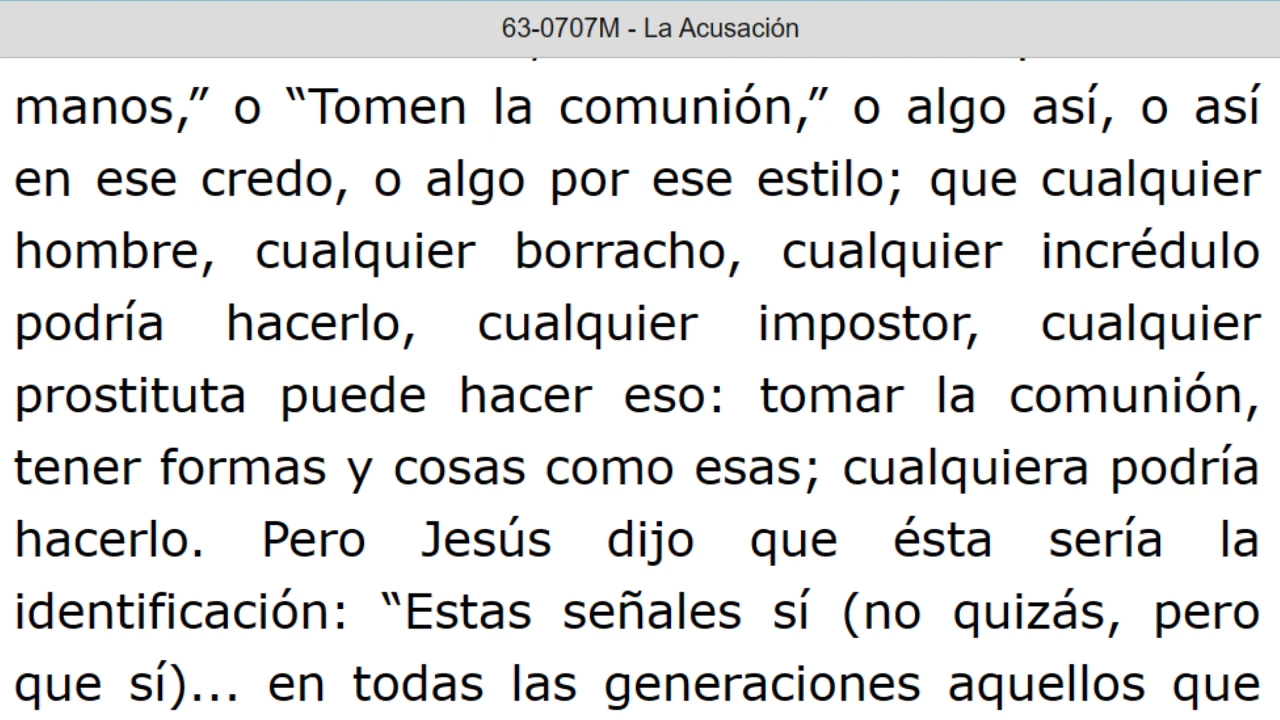 63-0707M - La Acusación
manos,” o “Tomen la comunión,” o algo así, o así
en ese credo, o algo por ese estilo; que cualquier
hombre, cualquier borracho, cualquier incrédulo
podría hacerlo, cualquier impostor, cualquier
prostituta puede hacer eso: tomar la comunión,
tener formas y cosas como esas; cualquiera podría
hacerlo. Pero Jesús dijo que ésta sería la
identificación: “Estas señales sí (no quizás, pero
que sí)... en todas las generaciones aquellos que